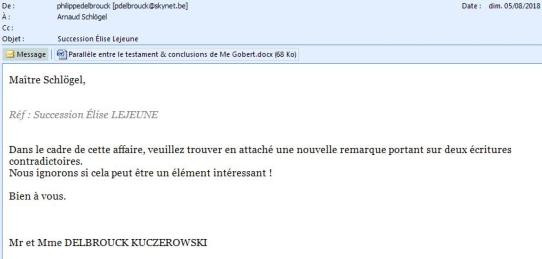 De : philippedelbrouck [pdelbrouck@skynet.be] Date : dim. 05/08/2018
À : Arnaud Schlögel
Cc :
Objet : Succession Élise Lejeune
Message Parallèle entre le testament & conclusions de Me Gobert.docx (68 Ko)
Maître Schlögel,
Réf : Succession Élise LEJEUNE
Dans le cadre de cette affaire, veuillez trouver en attaché une nouvelle remarque portant sur deux écritures
contradictoires.
Nous ignorons si cela peut être un élément intéressant !
Bien à vous.
Mr et Mme DELBROUCK KUCZEROWSKI